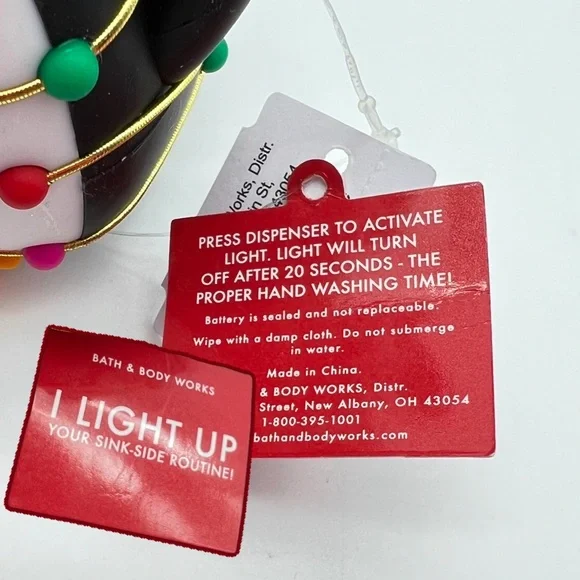 orks, Distr.
n St,
43054
PRESS DISPENSER TO ACTIVATE
LIGHT. LIGHT WILL TURN
OFF AFTER 20 SECONDS - THE
PROPER HAND WASHING TIME!
Battery is sealed and not replaceable.
Wipe with a damp cloth. Do not submerge
in water.
Made in China.
& BODY WORKS, Distr.
Street, New Albany, OH 43054
1-800-395-1001
bathandbodyworks.com
BATH & BODY WORKS
I LIGHT UP
YOUR SINK-SIDE ROUTINE!